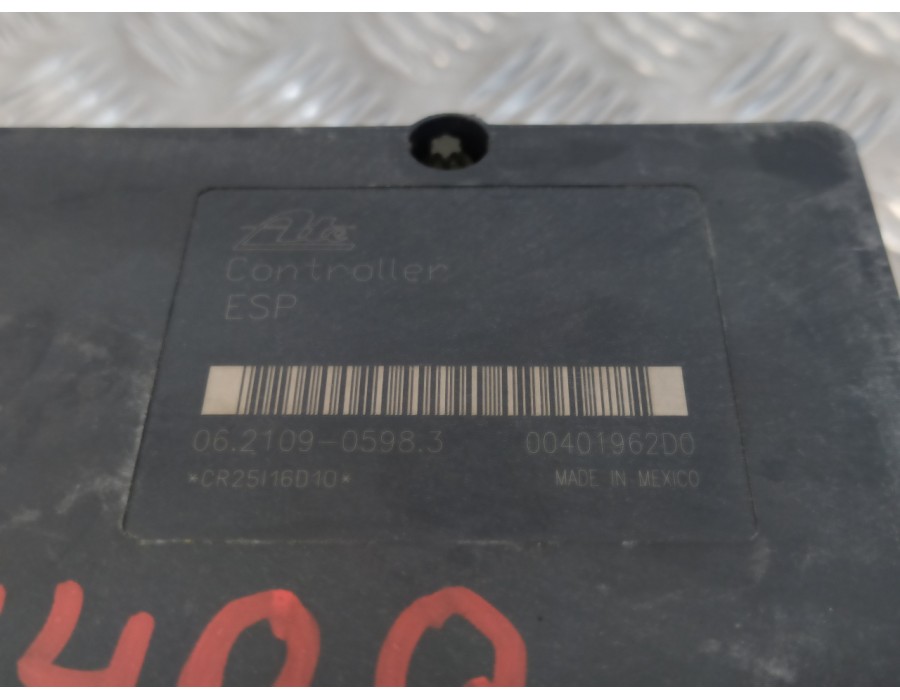 Ate
Controller
ESP
06.2109-0598.3 00401962D0
*CR25I16D10* MADE IN MEXICO